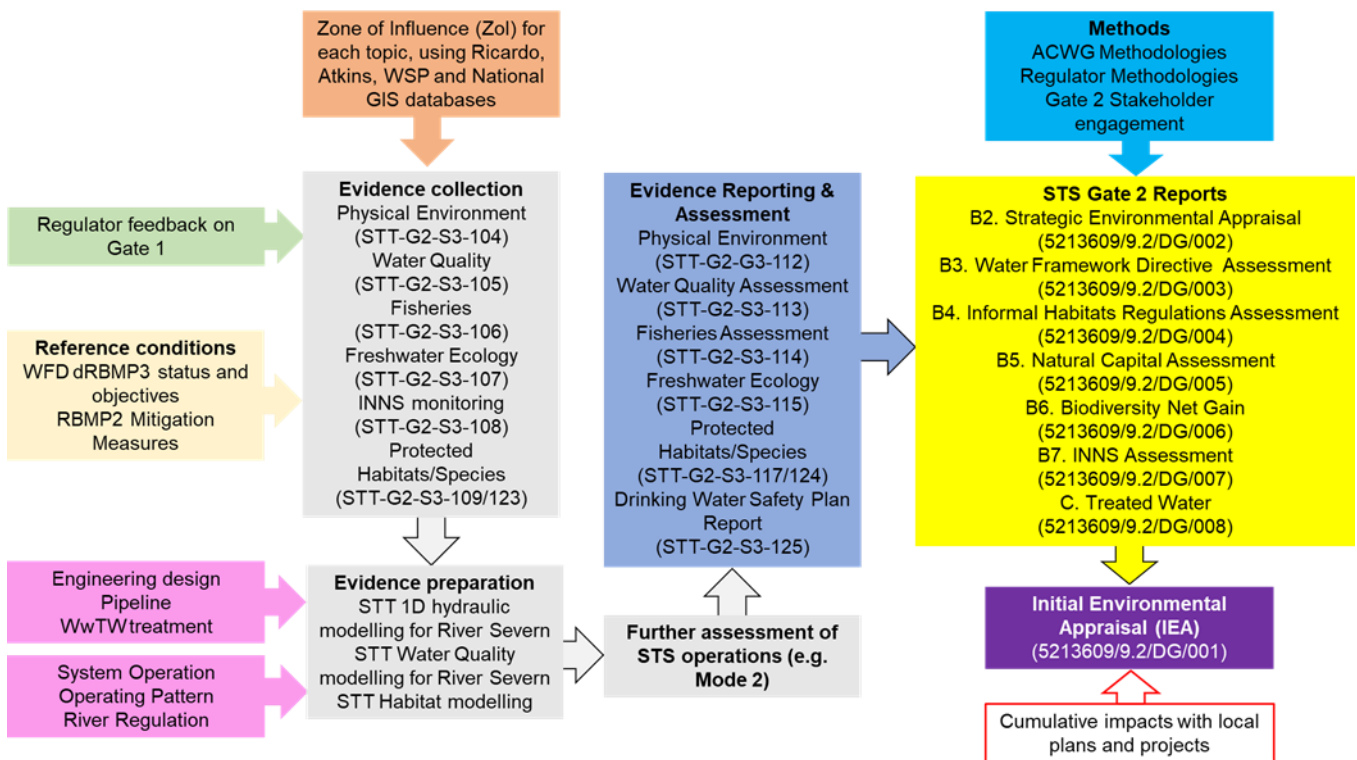 Zone of Influence (ZoI) for
each topic, using Ricardo,
Atkins, WSP and National
GIS databases
Regulator feedback on
Gate 1
Reference conditions
WFD dRBMP3 status and
objectives
RBMP2 Mitigation
Measures
Evidence collection
Physical Environment
(STT-G2-S3-104)
Water Quality
(STT-G2-S3-105)
Fisheries
(STT-G2-S3-106)
Freshwater Ecology
(STT-G2-S3-107)
INNS monitoring
(STT-G2-S3-108)
Protected
Habitats/Species
(STT-G2-S3-109/123)
Engineering design
Pipeline
WwTW treatment
System Operation
Operating Pattern
River Regulation
Evidence preparation
STT 1D hydraulic
modelling for River Severn
STT Water Quality
modelling for River Severn
STT Habitat modelling
Further assessment of
STS operations (e.g.
Mode 2)
Evidence Reporting &
Assessment
Physical Environment
(STT-G2-G3-112)
Water Quality Assessment
(STT-G2-S3-113)
Fisheries Assessment
(STT-G2-S3-114)
Freshwater Ecology
(STT-G2-S3-115)
Protected
Habitats/Species
(STT-G2-S3-117/124)
Drinking Water Safety Plan
Report
(STT-G2-S3-125)
Methods
ACWG Methodologies
Regulator Methodologies
Gate 2 Stakeholder
engagement
STS Gate 2 Reports
B2. Strategic Environmental Appraisal
(5213609/9.2/DG/002)
B3. Water Framework Directive Assessment
(5213609/9.2/DG/003)
B4. Informal Habitats Regulations Assessment
(5213609/9.2/DG/004)
B5. Natural Capital Assessment
(5213609/9.2/DG/005)
B6. Biodiversity Net Gain
(5213609/9.2/DG/006)
B7. INNS Assessment
(5213609/9.2/DG/007)
C. Treated Water
(5213609/9.2/DG/008)
Initial Environmental
Appraisal (IEA)
(5213609/9.2/DG/001)
Cumulative impacts with local
plans and projects